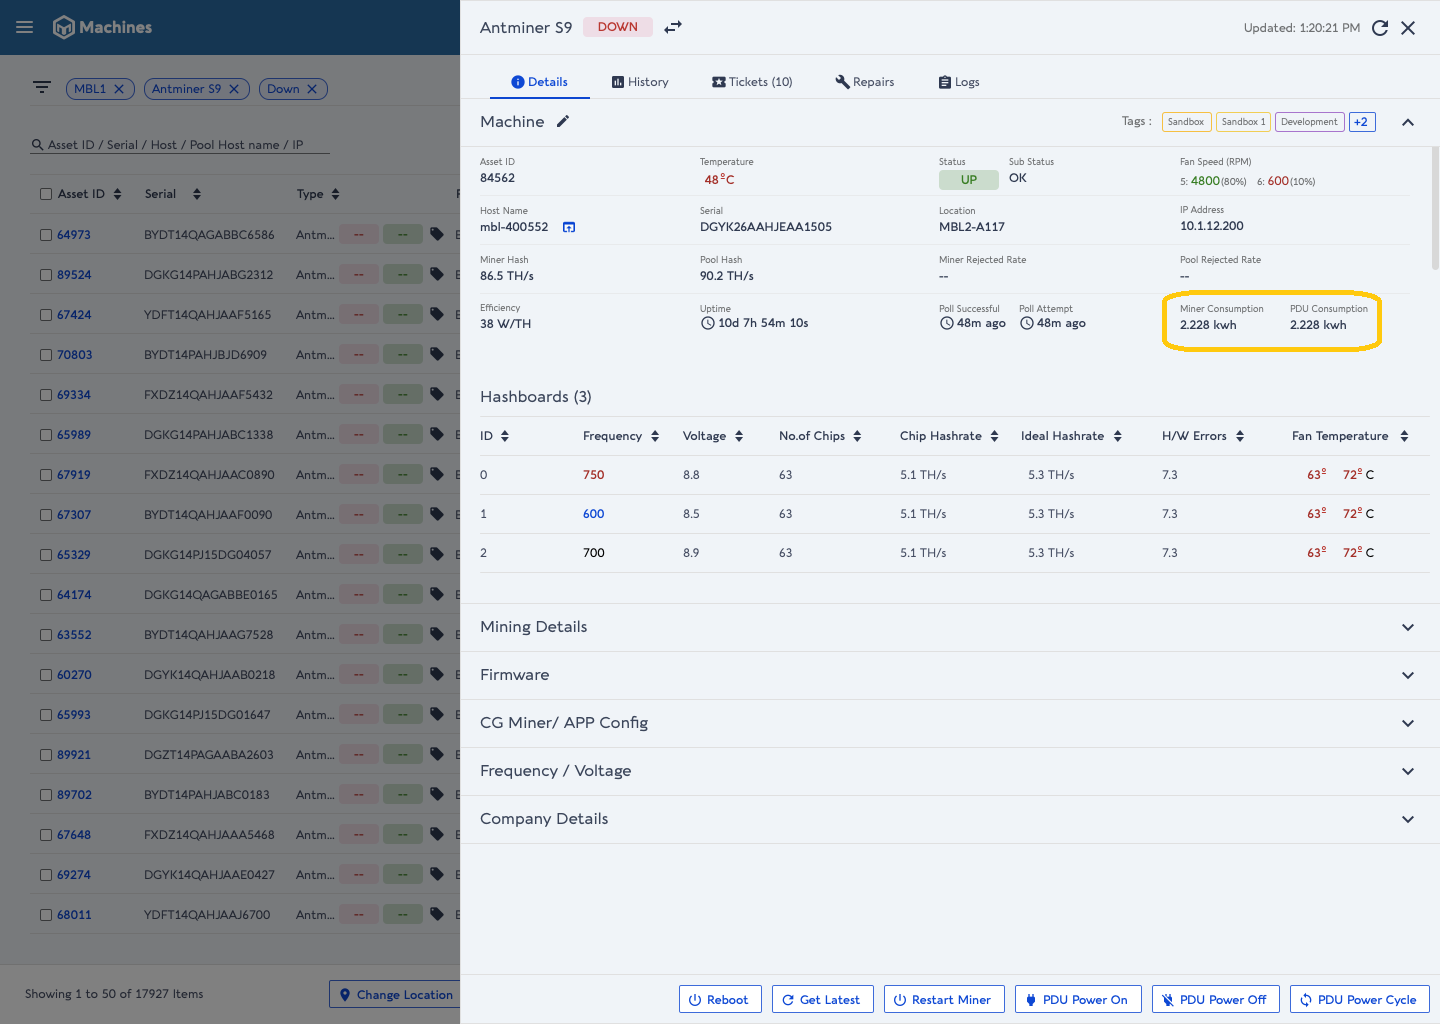 Machines
MBL1
Antminer S9
Down
Asset ID / Serial / Host / Pool Host name / IP
Asset ID Serial Type
64973 BYDT14QAGABBC6586 Antm... -- --
89524 DGKG14PAHJABG2312 Antm... -- --
67424 YDFT14QAHJAAF5165 Antm... -- --
70803 BYDT14PAHJBJD6909 Antm... -- --
69334 FXDZ14QAHJAAF5432 Antm... -- --
65989 DGKG14PAHJABC1338 Antm... -- --
67919 FXDZ14QAHJAAC0890 Antm... -- --
67307 BYDT14QAHJAAF0090 Antm... -- --
65329 DGKG14PJ15DG04057 Antm... -- --
64174 DGKG14QAGABBE0165 Antm... -- --
63552 BYDT14QAHJAAG7528 Antm... -- --
60270 DGYK14QAHJAAB0218 Antm... -- --
65993 DGKG14PJ15DG01647 Antm... -- --
89921 DGZT14PAGAABA2603 Antm... -- --
89702 BYDT14PAHJABC0183 Antm... -- --
67648 FXDZ14QAHJAAA5468 Antm... -- --
69274 DGYK14QAHJAAE0427 Antm... -- --
68011 YDFT14QAHJAAJ6700 Antm... -- --
Showing 1 to 50 of 17927 Items
Change Location
Antminer S9 DOWN
Updated: 1:20:21 PM
Details History Tickets (10) Repairs Logs
Machine
Tags : Sandbox Sandbox 1 Development +2
Asset ID Temperature Status Sub Status Fan Speed (RPM)
84562 48°C UP OK 5: 4800(80%) 6: 600(10%)
Host Name Serial Location IP Address
mbl-400552 DGYK26AAHJEAA1505 MBL2-A117 10.1.12.200
Miner Hash Pool Hash Miner Rejected Rate Pool Rejected Rate
86.5 TH/s 90.2 TH/s -- --
Efficiency Uptime Poll Successful Poll Attempt Miner Consumption PDU Consumption
38 W/TH 10d 7h 54m 10s 48m ago 48m ago 2.228 kwh 2.228 kwh
Hashboards (3)
ID Frequency Voltage No.of Chips Chip Hashrate Ideal Hashrate H/W Errors Fan Temperature
0 750 8.8 63 5.1 TH/s 5.3 TH/s 7.3 63° 72° C
1 600 8.5 63 5.1 TH/s 5.3 TH/s 7.3 63° 72° C
2 700 8.9 63 5.1 TH/s 5.3 TH/s 7.3 63° 72° C
Mining Details
Firmware
CG Miner/ APP Config
Frequency / Voltage
Company Details
Reboot Get Latest Restart Miner PDU Power On PDU Power Off PDU Power Cycle